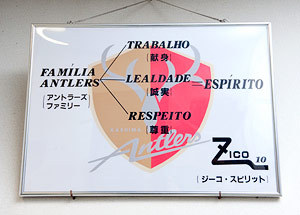 TRABALHO
[献身]
FAMÍLIA
ANTLERS
[アントラーズ
ファミリー]
LEALDADE
[誠実]
ESPÍRITO
RESPEITO
[尊重]
KASHIMA
Antlers
Zico 10
[ジーコ・スピリット]